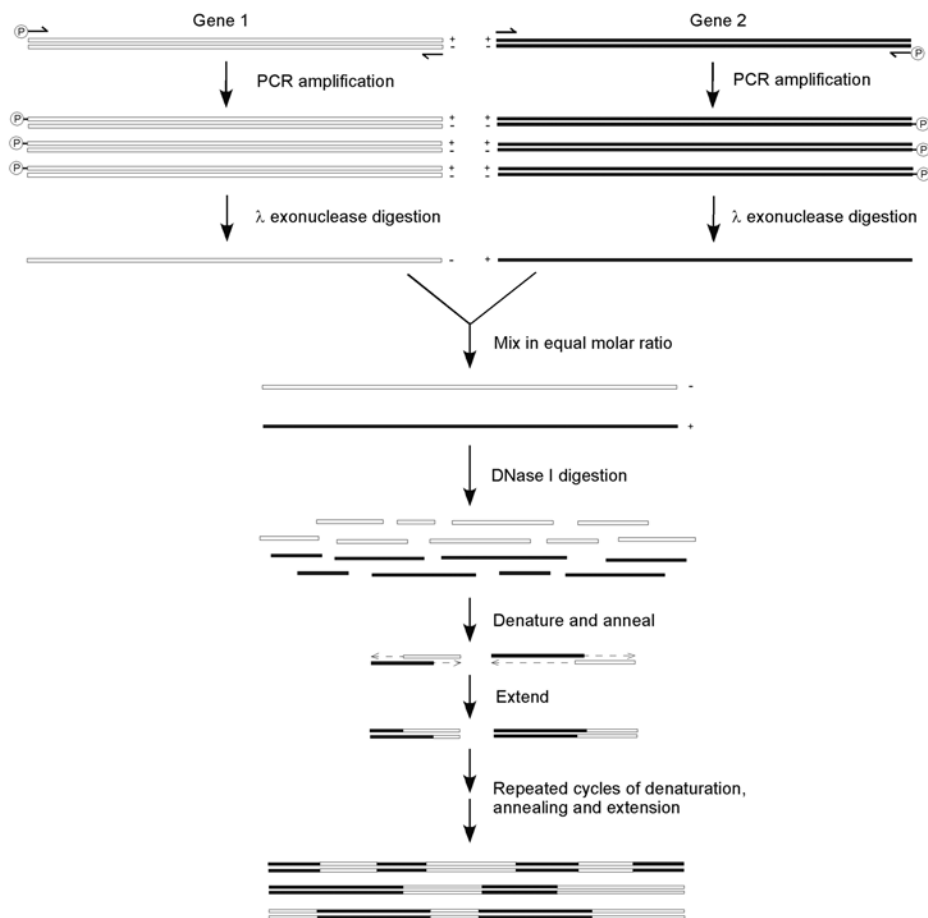 Gene 1 Gene 2
P
+ +
- -
P
PCR amplification PCR amplification
P + +
- - P
P + +
- - P
P + +
- - P
λ exonuclease digestion λ exonuclease digestion
- +
Mix in equal molar ratio
-
+
DNase I digestion
Denature and anneal
Extend
Repeated cycles of denaturation,
annealing and extension